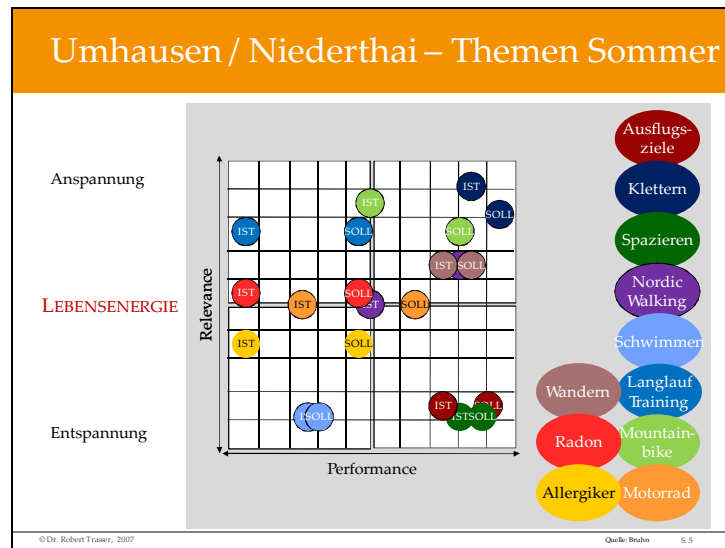 Umhausen / Niederthai – Themen Sommer
Anspannung
LEBENSENERGIE
Entspannung
Relevance
Performance
IST
SOLL
IST
IST
SOLL
SOLL
IST
SOLL
IST
SOLL
IST
IST
SOLL
IST
SOLL
SOLL
IST
SOLL
IST
SOLL
Ausflugs-
ziele
Klettern
Spazieren
Nordic
Walking
Schwimmen
Wandern
Langlauf
Training
Radon
Mountain-
bike
Allergiker
Motorrad
© Dr. Robert Trasser, 2007
Quelle: Bruhn
S. 5